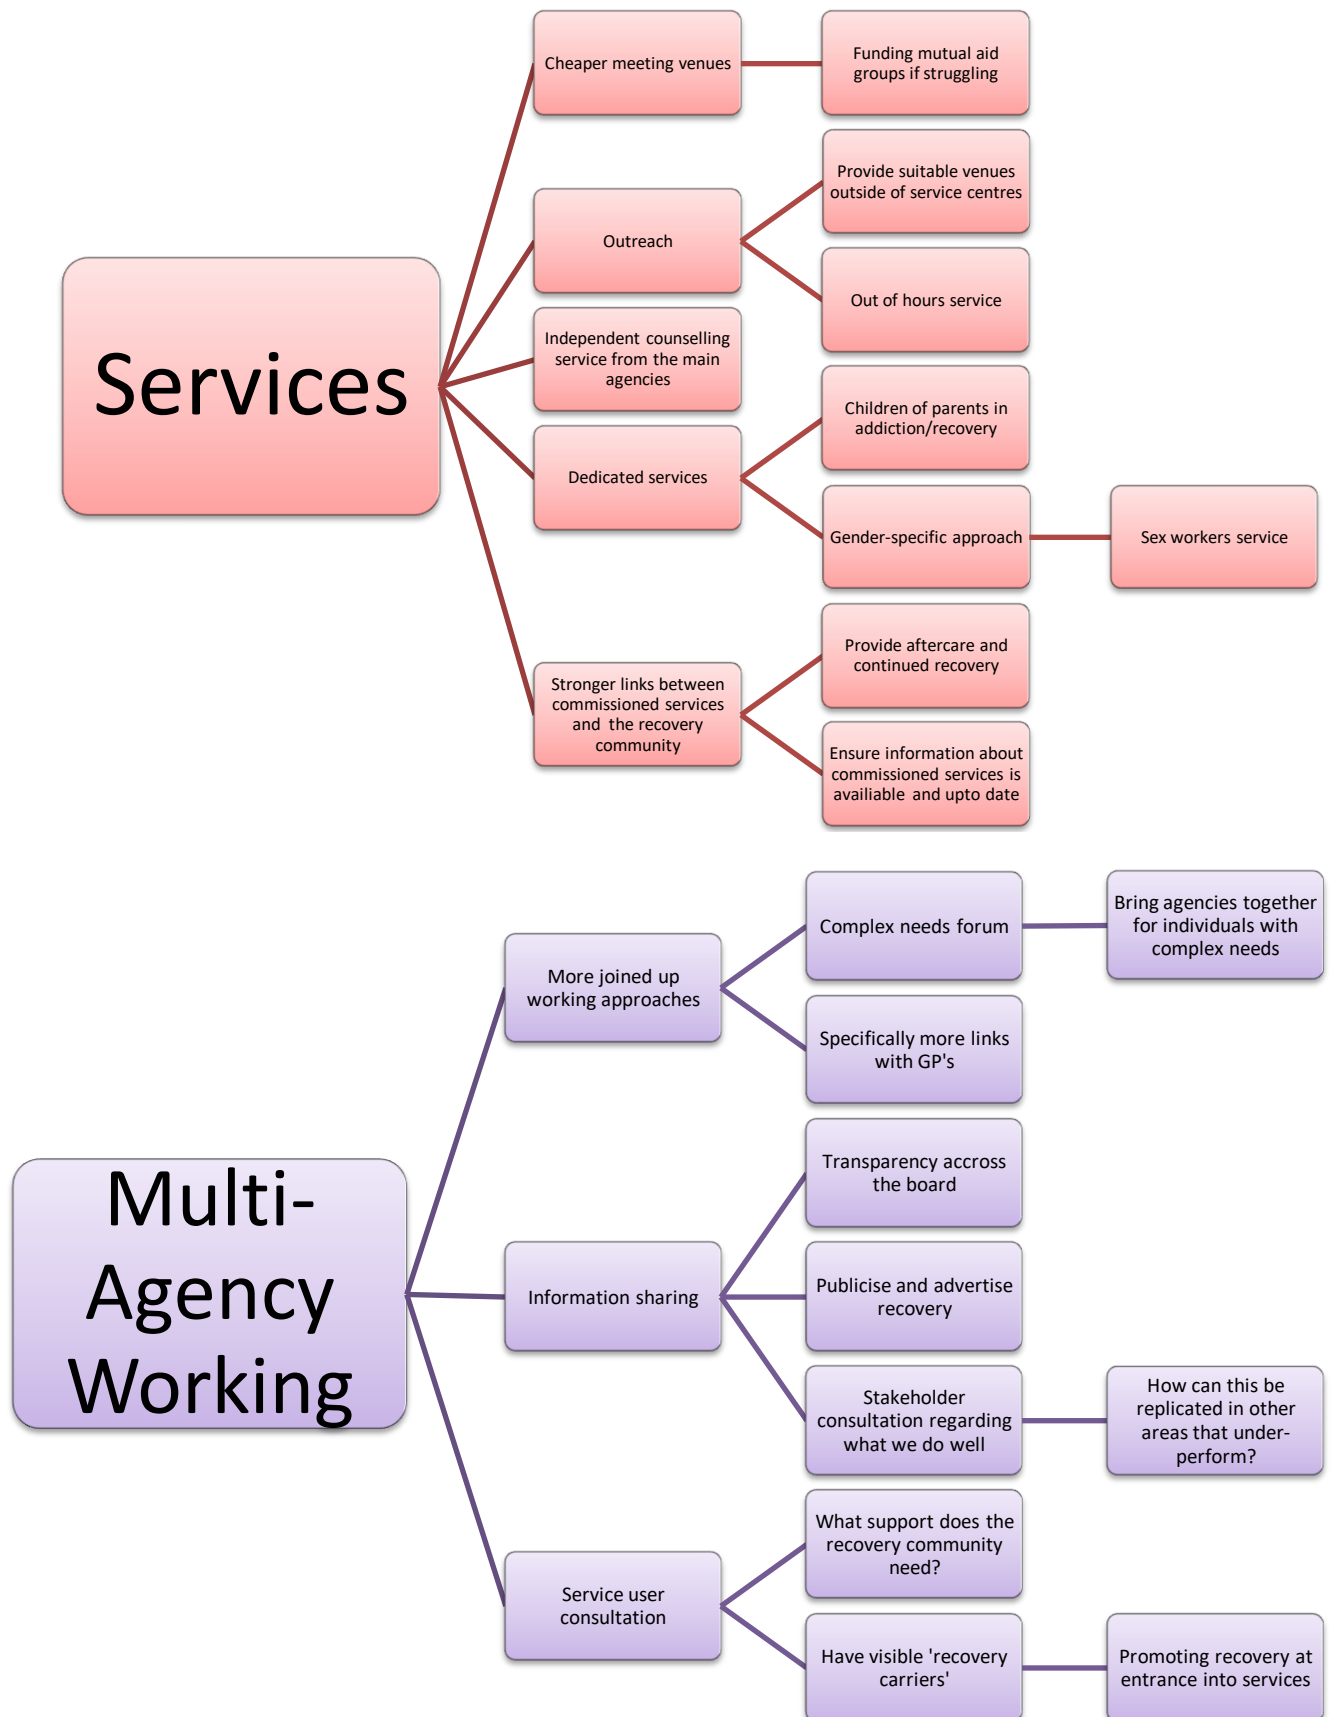 Services
Cheaper meeting venues
Funding mutual aid
groups if struggling
Outreach
Provide suitable venues
outside of service centres
Out of hours service
Independent counselling
service from the main
agencies
Dedicated services
Children of parents in
addiction/recovery
Gender-specific approach
Sex workers service
Stronger links between
commissioned services
and the recovery
community
Provide aftercare and
continued recovery
Ensure information about
commissioned services is
availiable and upto date
Multi-
Agency
Working
More joined up
working approaches
Complex needs forum
Bring agencies together
for individuals with
complex needs
Specifically more links
with GP's
Information sharing
Transparency accross
the board
Publicise and advertise
recovery
Stakeholder
consultation regarding
what we do well
How can this be
replicated in other
areas that under-
perform?
Service user
consultation
What support does the
recovery community
need?
Have visible 'recovery
carriers'
Promoting recovery at
entrance into services